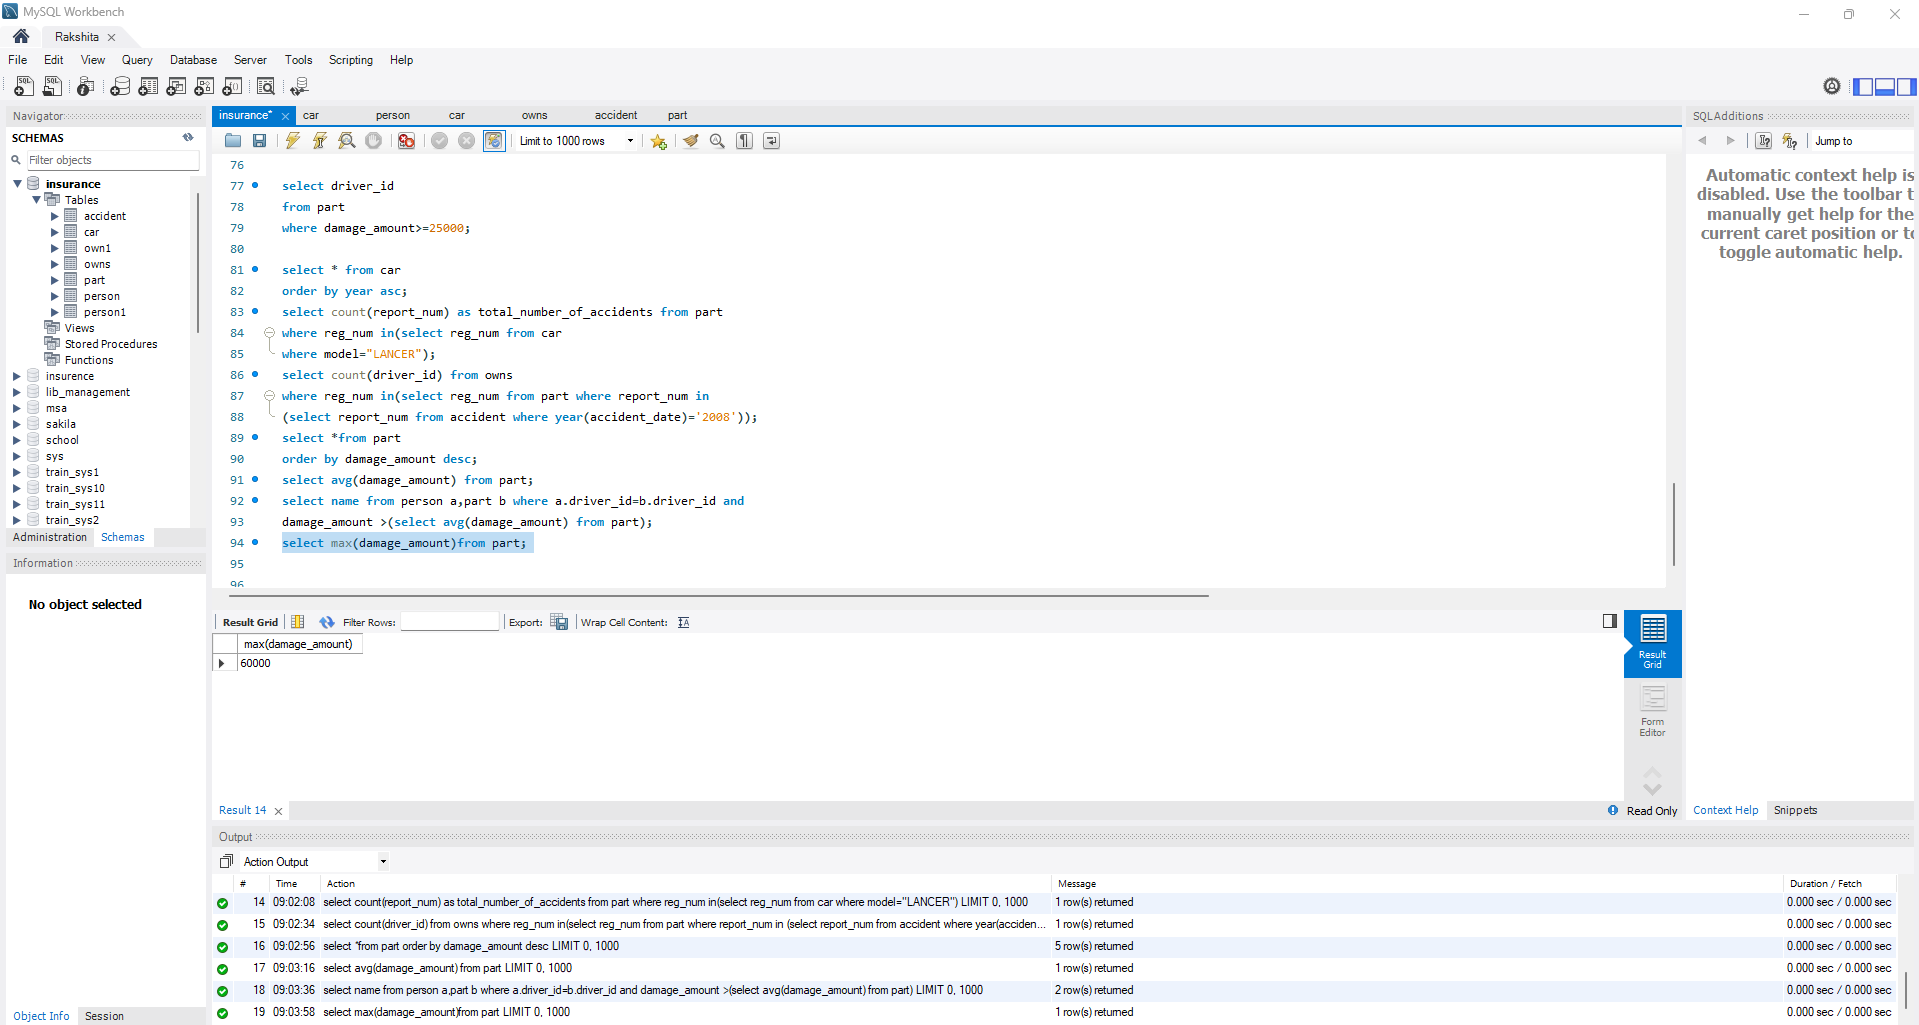 MySQL Workbench
Rakshita
File Edit View Query Database Server Tools Scripting Help
Navigator
SCHEMAS
Filter objects
insurance
Tables
accident
car
own1
owns
part
person
person1
Views
Stored Procedures
Functions
insurence
lib_management
msa
sakila
school
sys
train_sys1
train_sys10
train_sys11
train_sys2
Administration Schemas
Information
No object selected
Object Info Session
insurance* car person car owns accident part
Limit to 1000 rows
76
77 select driver_id
78 from part
79 where damage_amount>=25000;
80
81 select * from car
82 order by year asc;
83 select count(report_num) as total_number_of_accidents from part
84 where reg_num in(select reg_num from car
85 where model="LANCER");
86 select count(driver_id) from owns
87 where reg_num in(select reg_num from part where report_num in
88 (select report_num from accident where year(accident_date)='2008'));
89 select *from part
90 order by damage_amount desc;
91 select avg(damage_amount) from part;
92 select name from person a,part b where a.driver_id=b.driver_id and
93 damage_amount >(select avg(damage_amount) from part);
94 select max(damage_amount)from part;
95
96
Result Grid Filter Rows: Export: Wrap Cell Content:
max(damage_amount)
60000
Result Grid
Form Editor
Result 14
Read Only
SQLAdditions
Jump to
Automatic context help is
disabled. Use the toolbar t
manually get help for the
current caret position or to
toggle automatic help.
Context Help Snippets
Output
Action Output
# Time Action Message Duration / Fetch
14 09:02:08 select count(report_num) as total_number_of_accidents from part where reg_num in(select reg_num from car where model="LANCER") LIMIT 0, 1000 1 row(s) returned 0.000 sec / 0.000 sec
15 09:02:34 select count(driver_id) from owns where reg_num in(select reg_num from part where report_num in (select report_num from accident where year(acciden... 1 row(s) returned 0.000 sec / 0.000 sec
16 09:02:56 select *from part order by damage_amount desc LIMIT 0, 1000 5 row(s) returned 0.000 sec / 0.000 sec
17 09:03:16 select avg(damage_amount) from part LIMIT 0, 1000 1 row(s) returned 0.000 sec / 0.000 sec
18 09:03:36 select name from person a,part b where a.driver_id=b.driver_id and damage_amount >(select avg(damage_amount) from part) LIMIT 0, 1000 2 row(s) returned 0.000 sec / 0.000 sec
19 09:03:58 select max(damage_amount)from part LIMIT 0, 1000 1 row(s) returned 0.000 sec / 0.000 sec